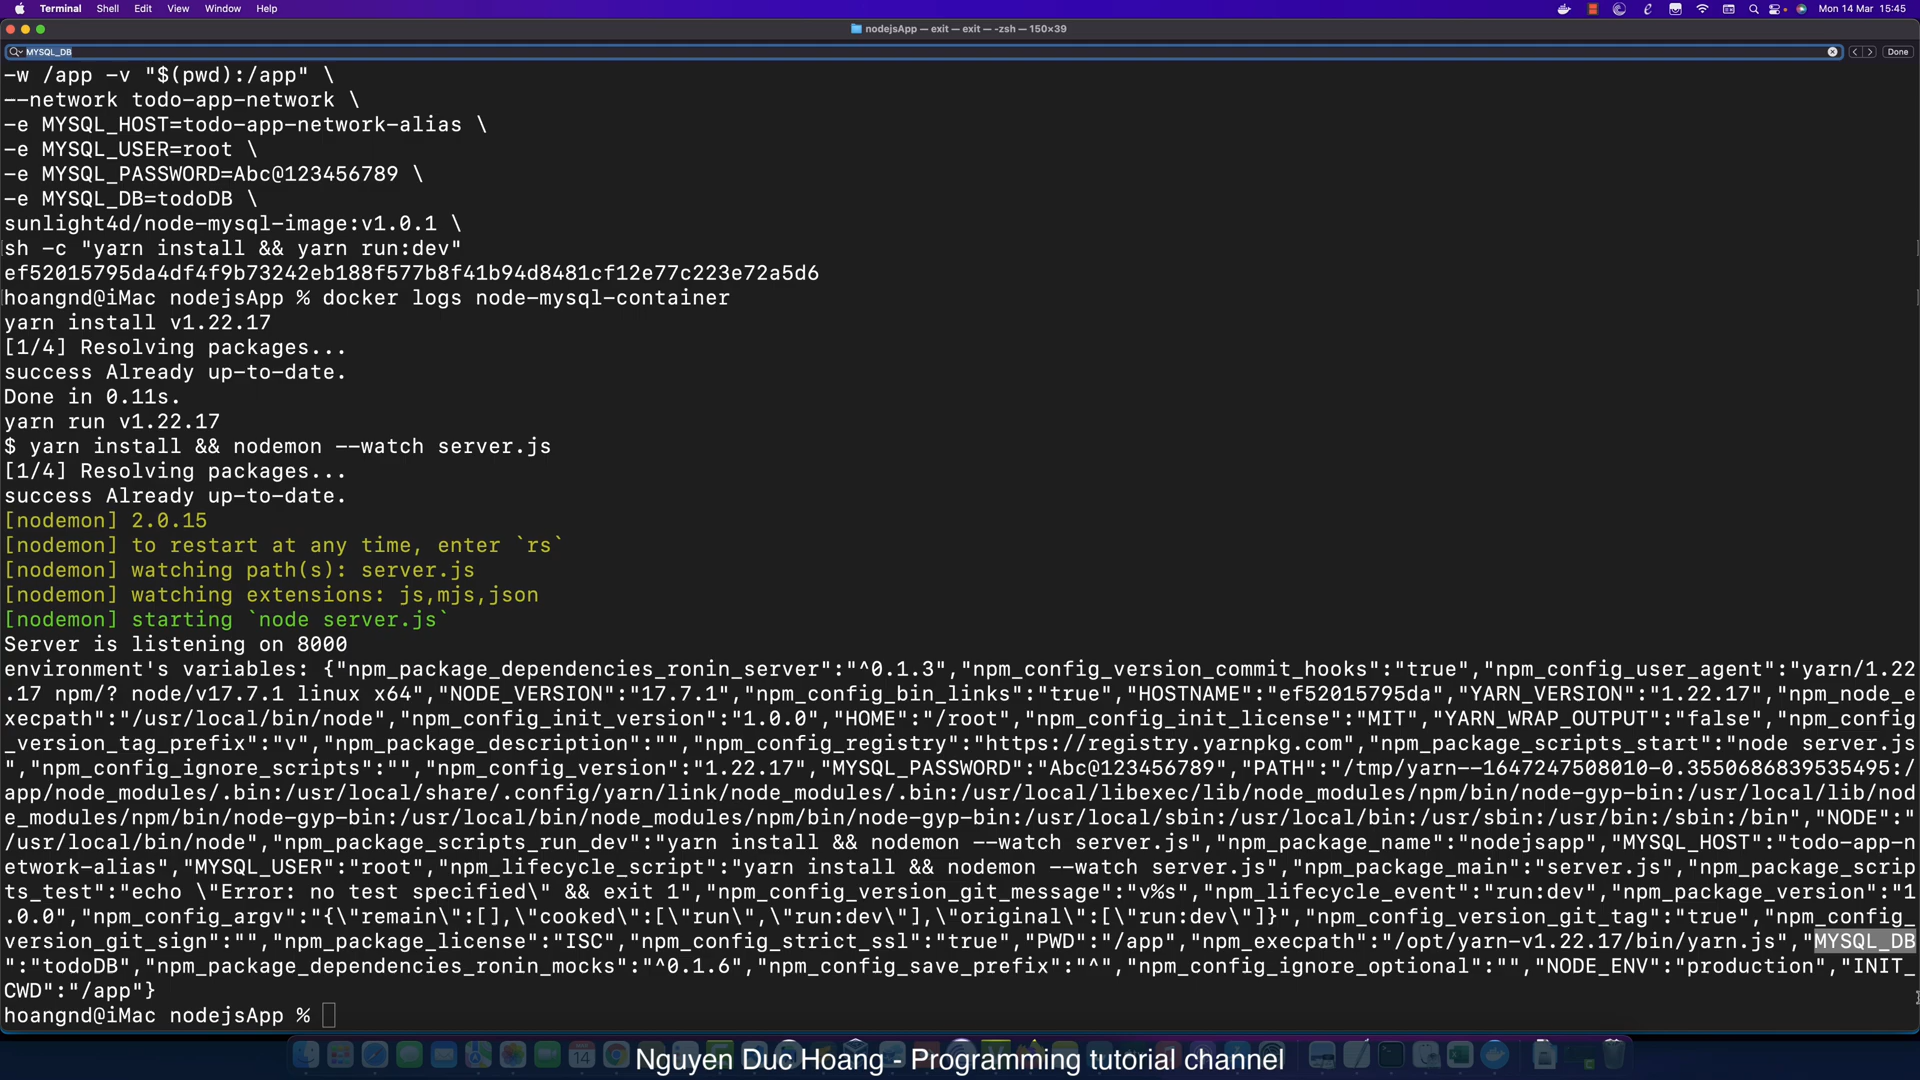 Terminal Shell Edit View Window Help Mon 14 Mar 15:45
nodejsApp — exit — exit — -zsh — 150×39
MYSQL_DB Done
-w /app -v "$(pwd):/app" \
--network todo-app-network \
-e MYSQL_HOST=todo-app-network-alias \
-e MYSQL_USER=root \
-e MYSQL_PASSWORD=Abc@123456789 \
-e MYSQL_DB=todoDB \
sunlight4d/node-mysql-image:v1.0.1 \
sh -c "yarn install && yarn run:dev"
ef52015795da4df4f9b73242eb188f577b8f41b94d8481cf12e77c223e72a5d6
hoangnd@iMac nodejsApp % docker logs node-mysql-container
yarn install v1.22.17
[1/4] Resolving packages...
success Already up-to-date.
Done in 0.11s.
yarn run v1.22.17
$ yarn install && nodemon --watch server.js
[1/4] Resolving packages...
success Already up-to-date.
[nodemon] 2.0.15
[nodemon] to restart at any time, enter `rs`
[nodemon] watching path(s): server.js
[nodemon] watching extensions: js,mjs,json
[nodemon] starting `node server.js`
Server is listening on 8000
environment's variables: {"npm_package_dependencies_ronin_server":"^0.1.3","npm_config_version_commit_hooks":"true","npm_config_user_agent":"yarn/1.22
.17 npm/? node/v17.7.1 linux x64","NODE_VERSION":"17.7.1","npm_config_bin_links":"true","HOSTNAME":"ef52015795da","YARN_VERSION":"1.22.17","npm_node_e
xecpath":"/usr/local/bin/node","npm_config_init_version":"1.0.0","HOME":"/root","npm_config_init_license":"MIT","YARN_WRAP_OUTPUT":"false","npm_config
_version_tag_prefix":"v","npm_package_description":"","npm_config_registry":"https://registry.yarnpkg.com","npm_package_scripts_start":"node server.js
","npm_config_ignore_scripts":"","npm_config_version":"1.22.17","MYSQL_PASSWORD":"Abc@123456789","PATH":"/tmp/yarn--1647247508010-0.3550686839535495:/
app/node_modules/.bin:/usr/local/share/.config/yarn/link/node_modules/.bin:/usr/local/libexec/lib/node_modules/npm/bin/node-gyp-bin:/usr/local/lib/nod
e_modules/npm/bin/node-gyp-bin:/usr/local/bin/node_modules/npm/bin/node-gyp-bin:/usr/local/sbin:/usr/local/bin:/usr/sbin:/usr/bin:/sbin:/bin","NODE":"
/usr/local/bin/node","npm_package_scripts_run_dev":"yarn install && nodemon --watch server.js","npm_package_name":"nodejsapp","MYSQL_HOST":"todo-app-n
etwork-alias","MYSQL_USER":"root","npm_lifecycle_script":"yarn install && nodemon --watch server.js","npm_package_main":"server.js","npm_package_scrip
ts_test":"echo \"Error: no test specified\" && exit 1","npm_config_version_git_message":"v%s","npm_lifecycle_event":"run:dev","npm_package_version":"1
.0.0","npm_config_argv":"{\"remain\":[],\"cooked\":[\"run\",\"run:dev\"],\"original\":[\"run:dev\"]}","npm_config_version_git_tag":"true","npm_config_
version_git_sign":"","npm_package_license":"ISC","npm_config_strict_ssl":"true","PWD":"/app","npm_execpath":"/opt/yarn-v1.22.17/bin/yarn.js","MYSQL_DB
":"todoDB","npm_package_dependencies_ronin_mocks":"^0.1.6","npm_config_save_prefix":"^","npm_config_ignore_optional":"","NODE_ENV":"production","INIT_
CWD":"/app"}
hoangnd@iMac nodejsApp %
Nguyen Duc Hoang - Programming tutorial channel